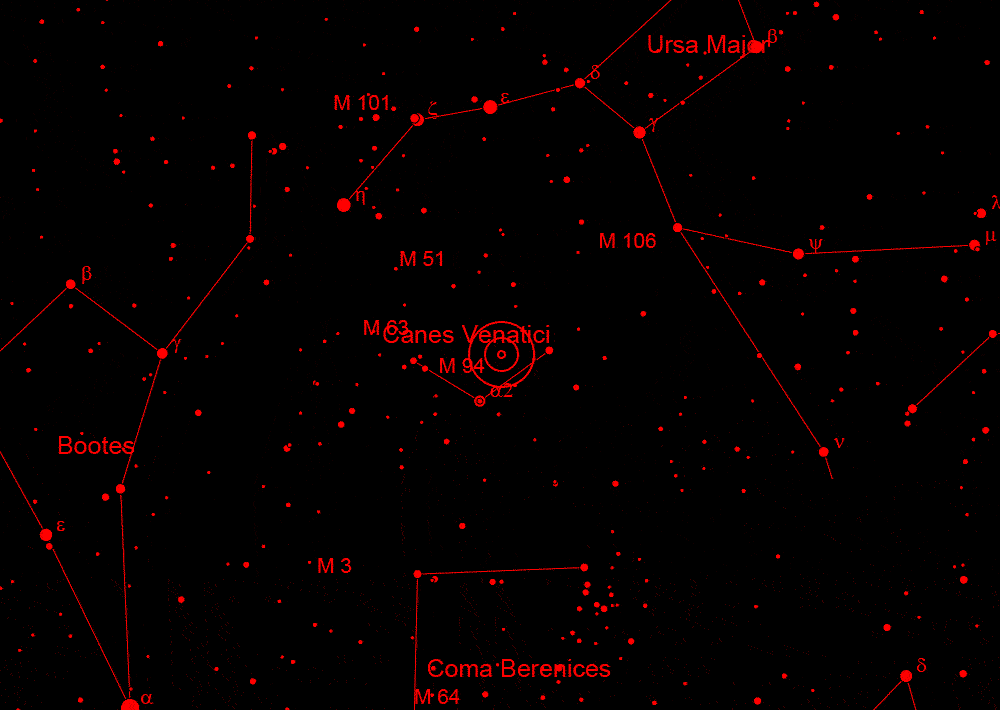 Ursa Major
β
δ
ε
M 101
ζ
γ
η
λ
μ
M 106
ψ
M 51
β
M 63
Canes Venatici
γ
M 94
α2
Bootes
ν
ε
M 3
Coma Berenices
δ
M 64
α